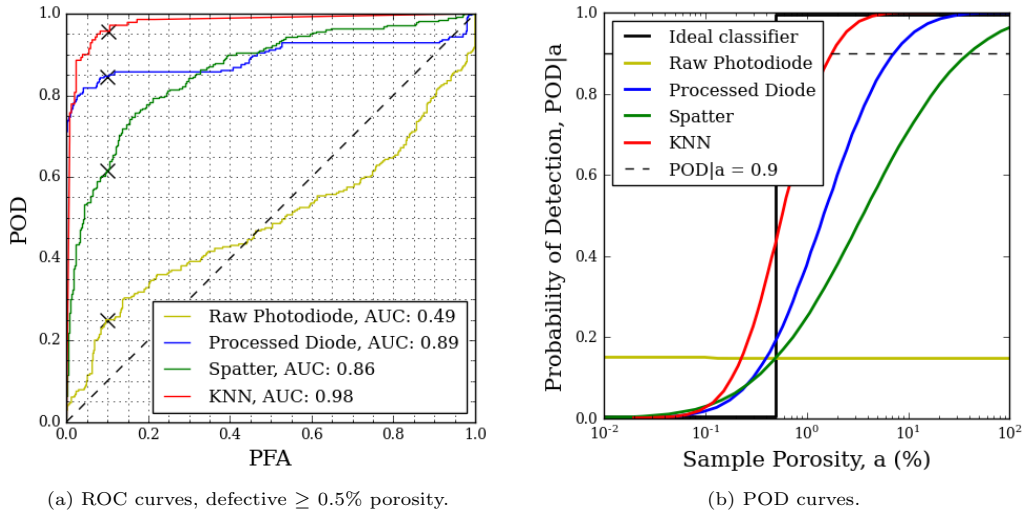 POD
1.0
0.8
0.6
0.4
0.2
0.0
0.0
0.2
0.4
0.6
0.8
1.0
PFA
Raw Photodiode, AUC: 0.49
Processed Diode, AUC: 0.89
Spatter, AUC: 0.86
KNN, AUC: 0.98
(a) ROC curves, defective ≥ 0.5% porosity.
Probability of Detection, POD|a
1.0
0.8
0.6
0.4
0.2
0.0
Ideal classifier
Raw Photodiode
Processed Diode
Spatter
KNN
POD|a = 0.9
10⁻²
10⁻¹
10⁰
10¹
10²
Sample Porosity, a (%)
(b) POD curves.